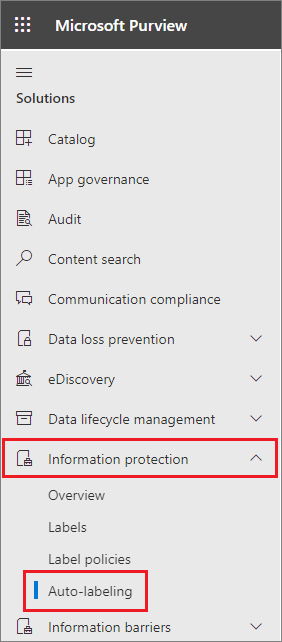 Microsoft Purview
Solutions
Catalog
App governance
Audit
Content search
Communication compliance
Data loss prevention
eDiscovery
Data lifecycle management
Information protection
Overview
Labels
Label policies
Auto-labeling
Information barriers